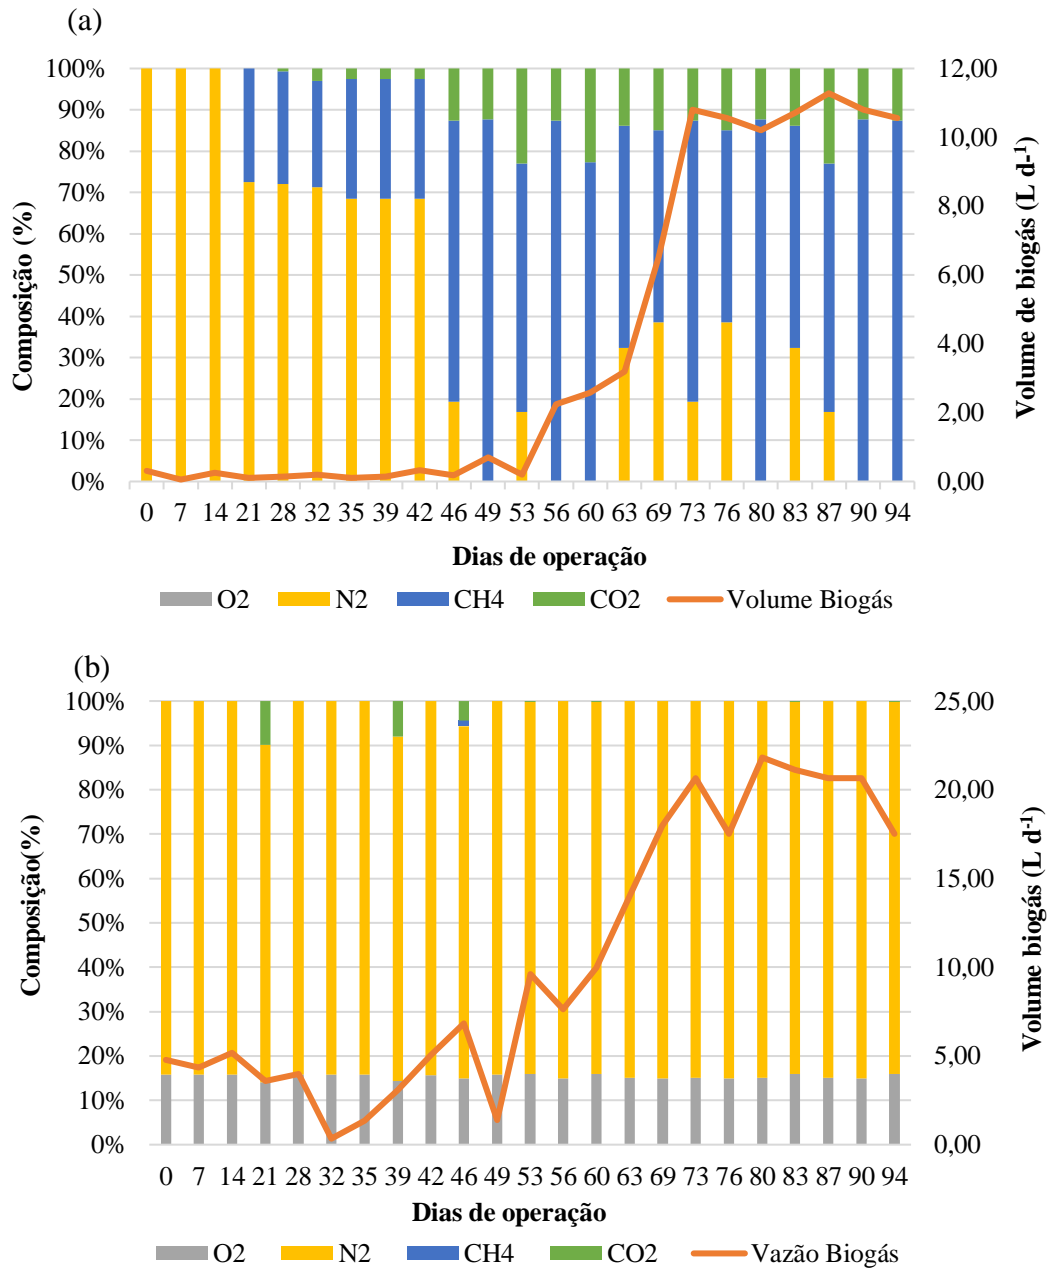 (a)
100%
90%
80%
70%
60%
50%
40%
30%
20%
10%
0%
Composição (%)
12,00
10,00
8,00
6,00
4,00
2,00
0,00
Volume de biogás (L d-1)
0 7 14 21 28 32 35 39 42 46 49 53 56 60 63 69 73 76 80 83 87 90 94
Dias de operação
O2 N2 CH4 CO2 Volume Biogás
(b)
100%
90%
80%
70%
60%
50%
40%
30%
20%
10%
0%
Composição(%)
25,00
20,00
15,00
10,00
5,00
0,00
Volume biogás (L d-1)
0 7 14 21 28 32 35 39 42 46 49 53 56 60 63 69 73 76 80 83 87 90 94
Dias de operação
O2 N2 CH4 CO2 Vazão Biogás